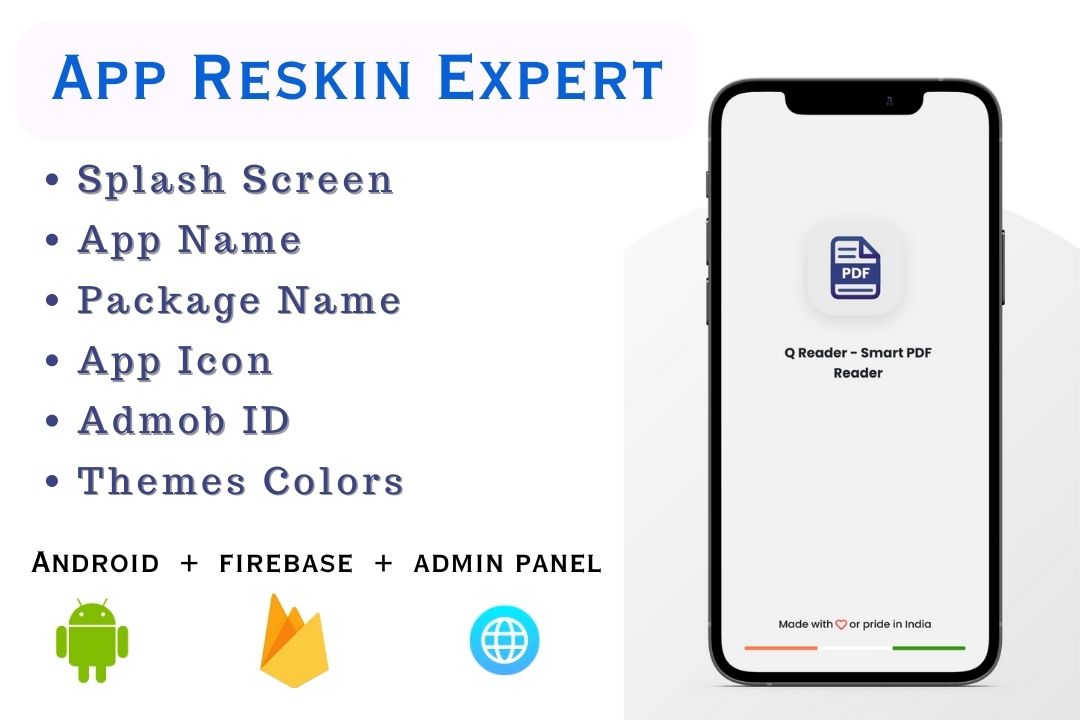 App Reskin Expert
• Splash Screen
• App Name
• Package Name
• App Icon
• Admob ID
• Themes Colors
Android + firebase + admin panel
PDF
Q Reader - Smart PDF
Reader
Made with or pride in India